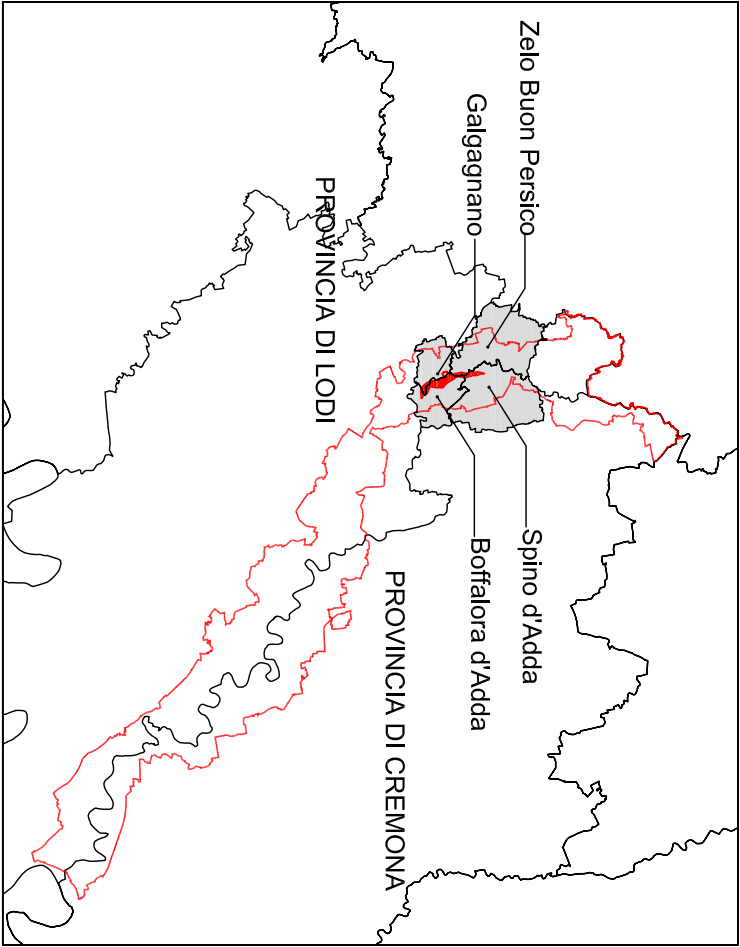 Zelo Buon Persico
Galgagnano
PROVINCIA DI LODI
Spino d'Adda
Boffalora d'Adda
PROVINCIA DI CREMONA